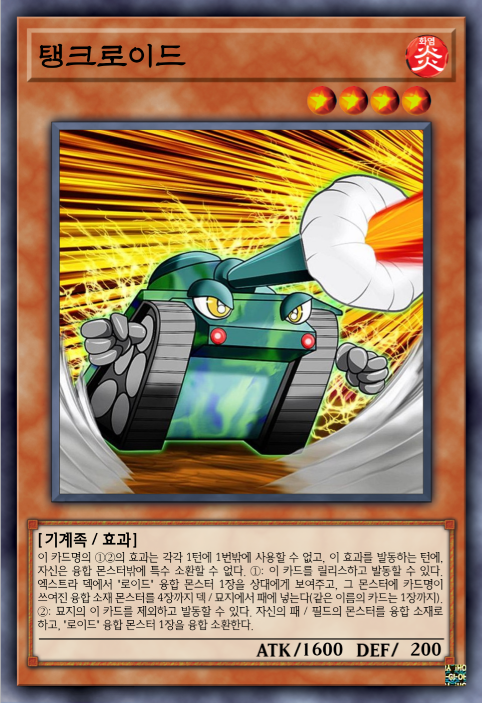 탱크로이드
화염
炎
[기계족 / 효과]
이 카드명의 ①②의 효과는 각각 1턴에 1번밖에 사용할 수 없고, 이 효과를 발동하는 턴에,
자신은 융합 몬스터밖에 특수 소환할 수 없다. ①: 이 카드를 릴리스하고 발동할 수 있다.
엑스트라 덱에서 "로이드" 융합 몬스터 1장을 상대에게 보여주고, 그 몬스터에 카드명이
쓰여진 융합 소재 몬스터를 4장까지 덱 / 묘지에서 패에 넣는다(같은 이름의 카드는 1장까지).
②: 묘지의 이 카드를 제외하고 발동할 수 있다. 자신의 패 / 필드의 몬스터를 융합 소재로
하고, "로이드" 융합 몬스터 1장을 융합 소환한다.
ATK/1600 DEF/ 200